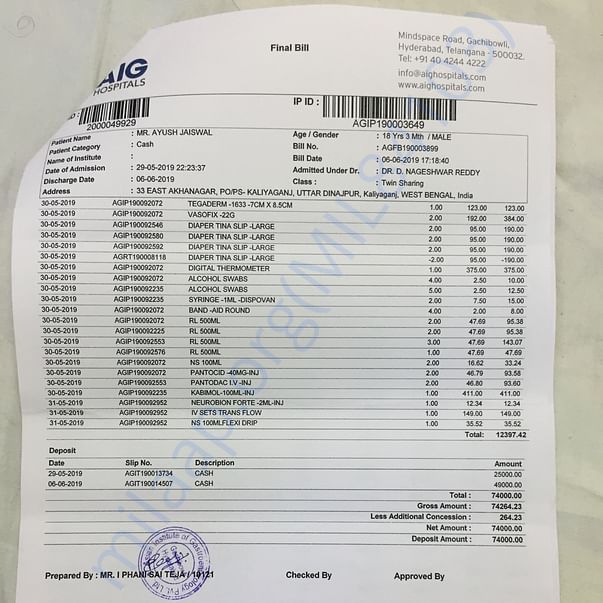 Final Bill
Mindspace Road, Gachibowli,
Hyderabad, Telangana - 500032.
Tel: +91 40 4244 4222
info@aighospitals.com
www.aighospitals.com
AIG
HOSPITALS
ID :
2000049929
IP ID :
AGIP190003649
Patient Name : MR. AYUSH JAISWAL
Age / Gender : 18 Yrs 3 Mth / MALE
Patient Category : Cash
Bill No. : AGFB190003899
Name of Institute :
Bill Date : 06-06-2019 17:18:40
Date of Admission : 29-05-2019 22:23:37
Admitted Under Dr. : DR. D. NAGESHWAR REDDY
Discharge Date : 06-06-2019
Class : Twin Sharing
Address : 33 EAST AKHANAGAR, PO/PS- KALIYAGANJ, UTTAR DINAJPUR, Kaliyaganj, WEST BENGAL, India
30-05-2019 AGIP190092072 TEGADERM -1633 -7CM X 8.5CM 1.00 123.00 123.00
30-05-2019 AGIP190092072 VASOFIX -22G 2.00 192.00 384.00
30-05-2019 AGIP190092546 DIAPER TINA SLIP -LARGE 2.00 95.00 190.00
30-05-2019 AGIP190092580 DIAPER TINA SLIP -LARGE 2.00 95.00 190.00
30-05-2019 AGIP190092592 DIAPER TINA SLIP -LARGE 2.00 95.00 190.00
30-05-2019 AGRT190008118 DIAPER TINA SLIP -LARGE -2.00 95.00 -190.00
30-05-2019 AGIP190092072 DIGITAL THERMOMETER 1.00 375.00 375.00
30-05-2019 AGIP190092072 ALCOHOL SWABS 4.00 2.50 10.00
30-05-2019 AGIP190092235 ALCOHOL SWABS 5.00 2.50 12.50
30-05-2019 AGIP190092235 SYRINGE -1ML -DISPOVAN 2.00 7.50 15.00
30-05-2019 AGIP190092072 BAND -AID ROUND 4.00 2.00 8.00
30-05-2019 AGIP190092072 RL 500ML 2.00 47.69 95.38
30-05-2019 AGIP190092225 RL 500ML 2.00 47.69 95.38
30-05-2019 AGIP190092553 RL 500ML 3.00 47.69 143.07
30-05-2019 AGIP190092576 RL 500ML 1.00 47.69 47.69
30-05-2019 AGIP190092072 NS 100ML 2.00 16.62 33.24
30-05-2019 AGIP190092072 PANTOCID -40MG-INJ 2.00 46.79 93.58
30-05-2019 AGIP190092553 PANTODAC I.V -INJ 2.00 46.80 93.60
30-05-2019 AGIP190092235 KABIMOL-100ML-INJ 1.00 411.00 411.00
31-05-2019 AGIP190092952 NEUROBION FORTE -2ML-INJ 1.00 12.34 12.34
31-05-2019 AGIP190092952 IV SETS TRANS FLOW 1.00 149.00 149.00
31-05-2019 AGIP190092952 NS 100MLFLEXI DRIP 1.00 35.52 35.52
Total: 12397.42
Deposit
Date Slip No. Description Amount
29-05-2019 AGIT190013734 CASH 25000.00
06-06-2019 AGIT190014507 CASH 49000.00
Total : 74000.00
Gross Amount : 74264.23
Less Additional Concession : 264.23
Net Amount : 74000.00
Deposit Amount : 74000.00
Prepared By : MR. I PHANI SAI TEJA / 10121
Checked By
Approved By